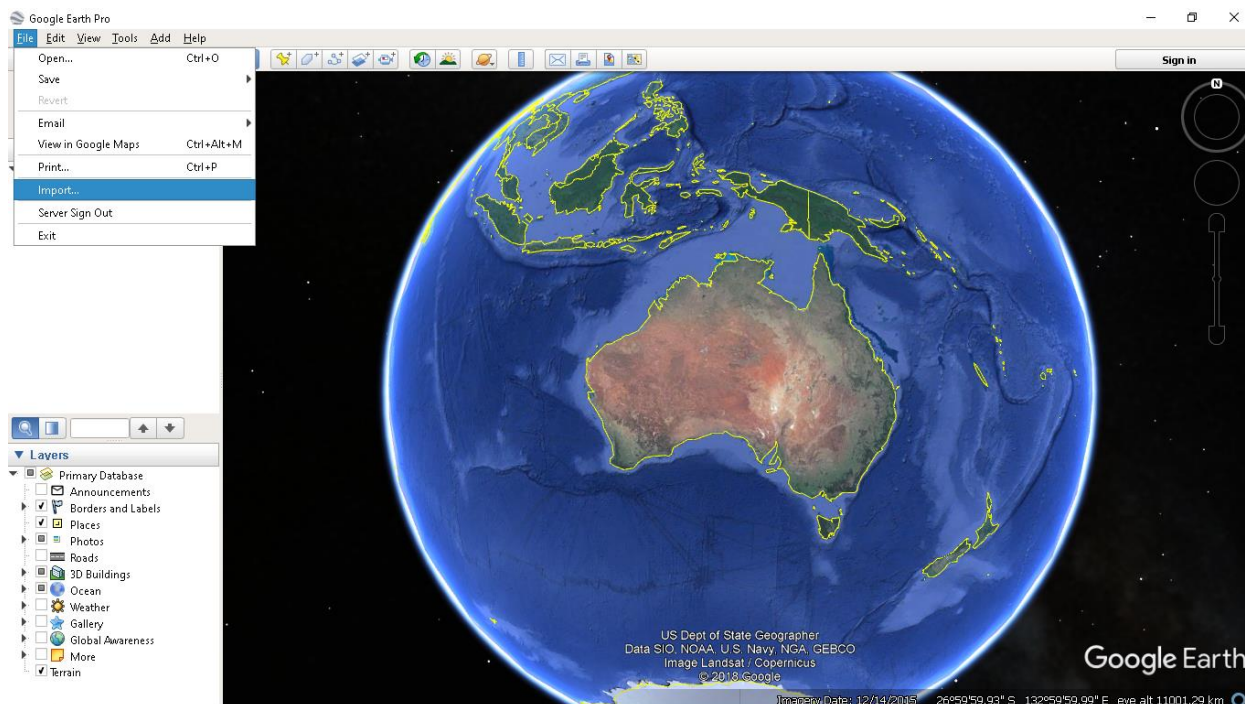 Google Earth Pro
File Edit View Tools Add Help
Open... Ctrl+O
Save
Revert
Email
View in Google Maps Ctrl+Alt+M
Print... Ctrl+P
Import...
Server Sign Out
Exit
Sign in
N
Layers
Primary Database
Announcements
Borders and Labels
Places
Photos
Roads
3D Buildings
Ocean
Weather
Gallery
Global Awareness
More
Terrain
US Dept of State Geographer
Data SIO, NOAA, U.S. Navy, NGA, GEBCO
Image Landsat / Copernicus
© 2018 Google
Google Earth
Imagery Date: 12/14/2015 26°59'59.93" S 132°59'59.99" E eye alt 11001.29 km